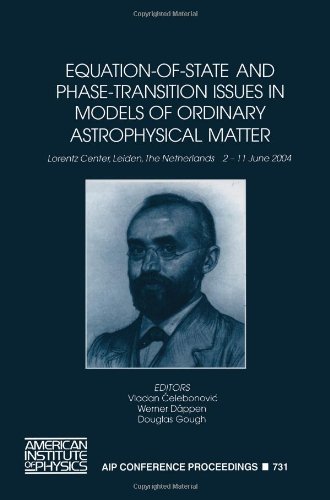 EQUATION-OF-STATE AND
PHASE-TRANSITION ISSUES IN
MODELS OF ORDINARY
ASTROPHYSICAL MATTER
Lorentz Center, Leiden, The Netherlands 2 – 11 June 2004
EDITORS
Vladan Čelebonović
Werner Däppen
Douglas Gough
AMERICAN
INSTITUTE
OF PHYSICS
AIP CONFERENCE PROCEEDINGS ■ 731